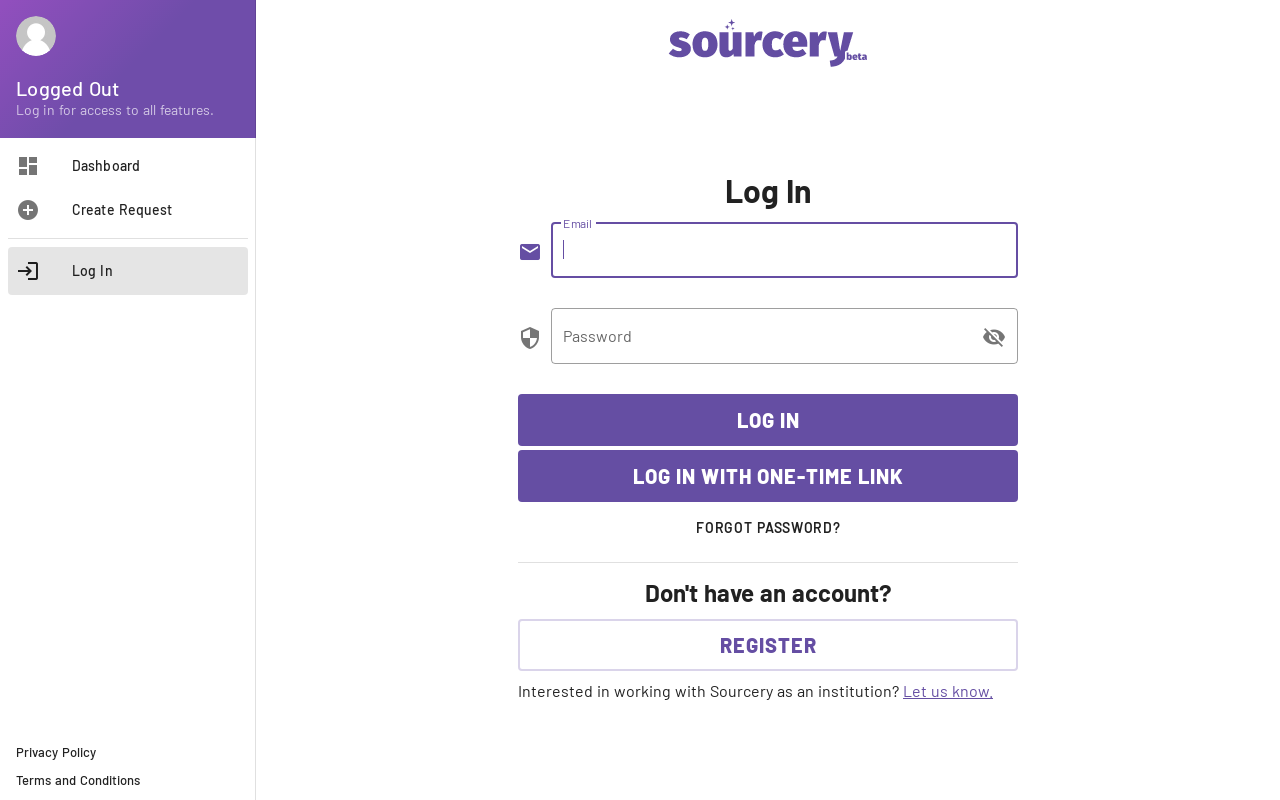 Logged Out
Log in for access to all features.
Dashboard
Create Request
Log In
Privacy Policy
Terms and Conditions
sourcery
beta
Log In
Email
Password
LOG IN
LOG IN WITH ONE-TIME LINK
FORGOT PASSWORD?
Don't have an account?
REGISTER
Interested in working with Sourcery as an institution? Let us know.